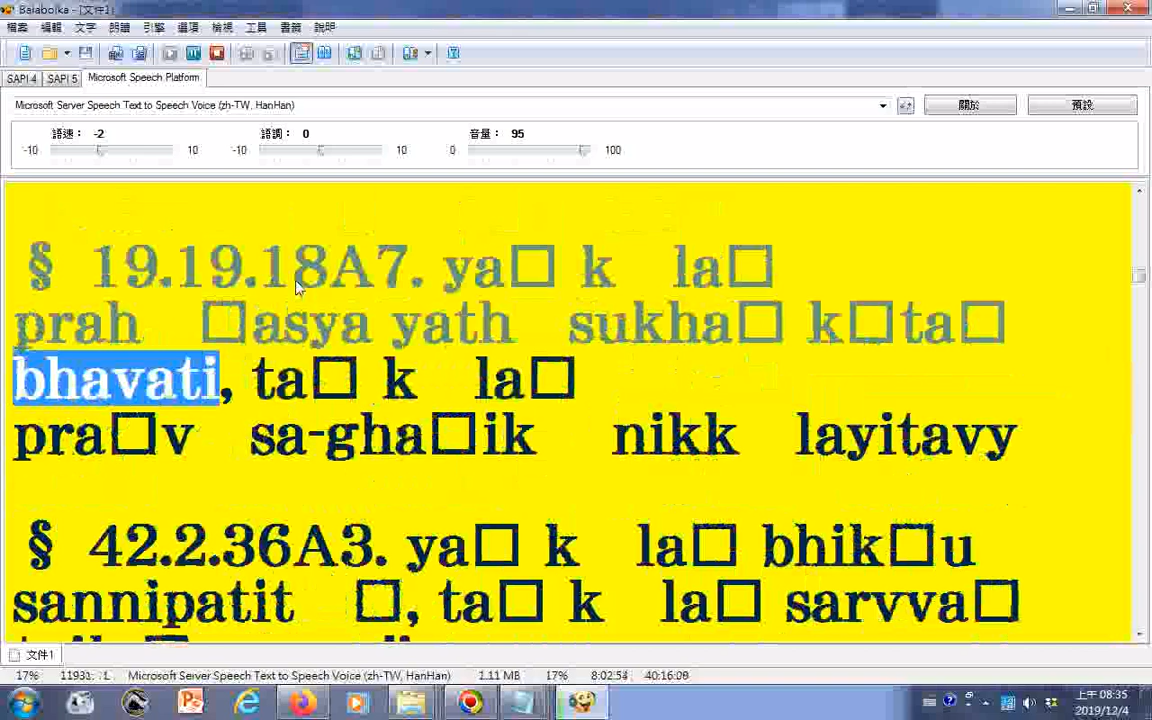 Balabolka - [文件1]
檔案 編輯 文字 朗讀 引擎 選項 檢視 工具 書籤 說明
SAPI 4 SAPI 5 Microsoft Speech Platform
Microsoft Server Speech Text to Speech Voice (zh-TW, HanHan) 關於 預設
語速： -2 語調： 0 音量： 95
-10 10 -10 10 0 100
§ 19.19.18A7. ya□ k la□
prah □asya yath sukha□ k□ta□
bhavati, ta□ k la□
pra□v sa-gha□ik nikk layitavy
§ 42.2.36A3. ya□ k la□ bhik□u
sannipatit □, ta□ k la□ sarvva□
文件1
17% Microsoft Server Speech Text to Speech Voice (zh-TW, HanHan) 1.11 MB 17% 8:02:54 40:16:09
上午 08:35
2019/12/4